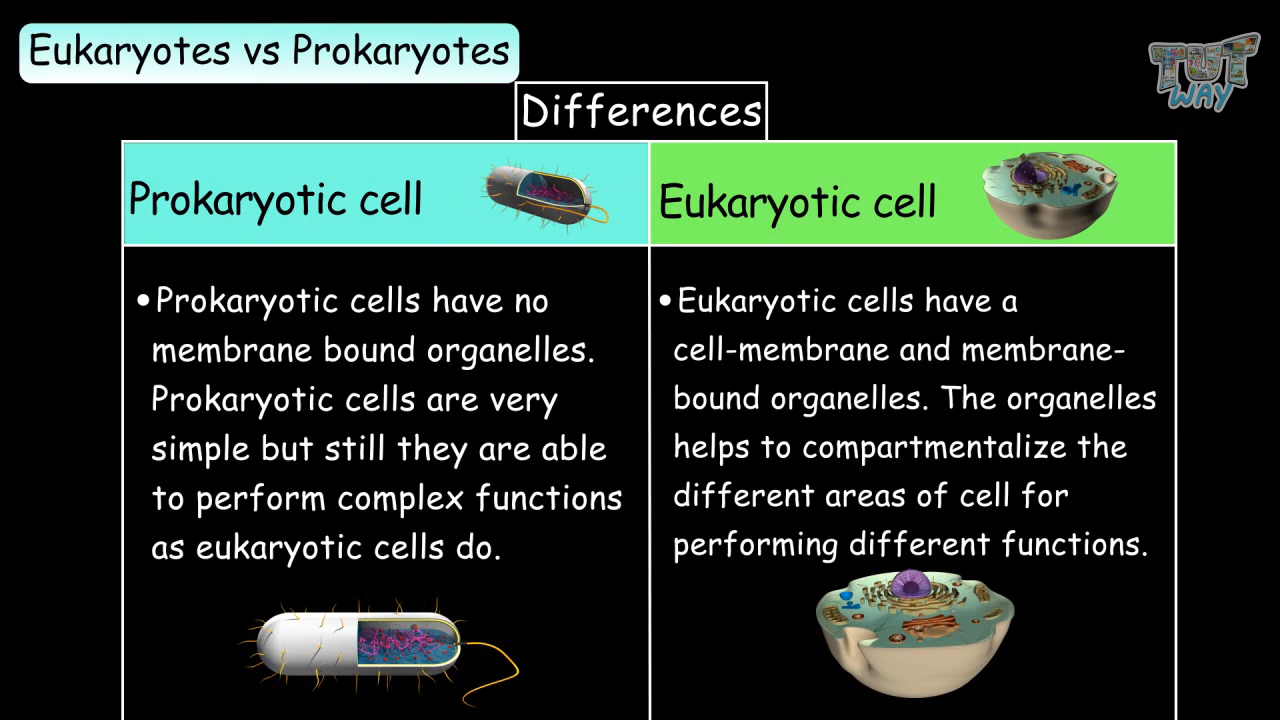 Eukaryotes vs Prokaryotes
TUT
WAY
Differences
Prokaryotic cell
Eukaryotic cell
•Prokaryotic cells have no
membrane bound organelles.
Prokaryotic cells are very
simple but still they are able
to perform complex functions
as eukaryotic cells do.
•Eukaryotic cells have a
cell-membrane and membrane-
bound organelles. The organelles
helps to compartmentalize the
different areas of cell for
performing different functions.